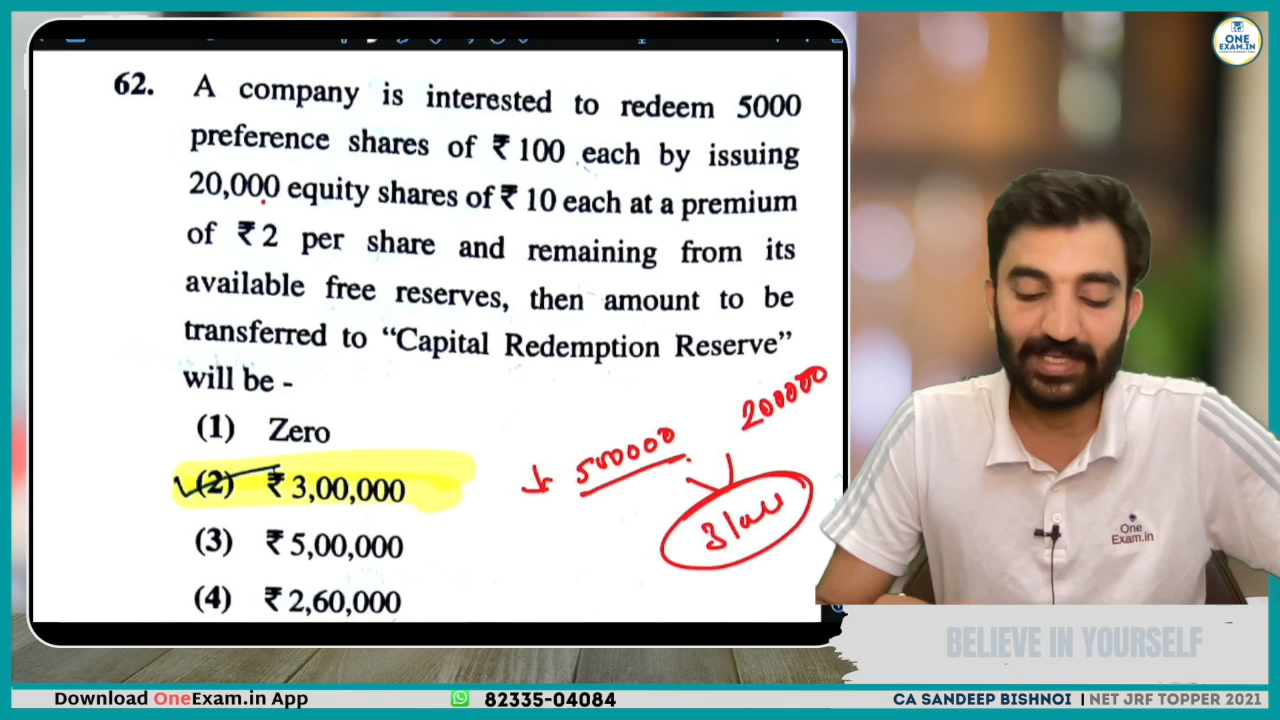 ONE
EXAM.IN
62. A company is interested to redeem 5000
preference shares of ₹ 100 each by issuing
20,000 equity shares of ₹ 10 each at a premium
of ₹ 2 per share and remaining from its
available free reserves, then amount to be
transferred to “Capital Redemption Reserve”
will be -
(1) Zero
(2) ₹ 3,00,000
(3) ₹ 5,00,000
(4) ₹ 2,60,000
500000
200000
3 lakh
One
Exam.in
BELIEVE IN YOURSELF
Download OneExam.in App
82335-04084
CA SANDEEP BISHNOI | NET JRF TOPPER 2021